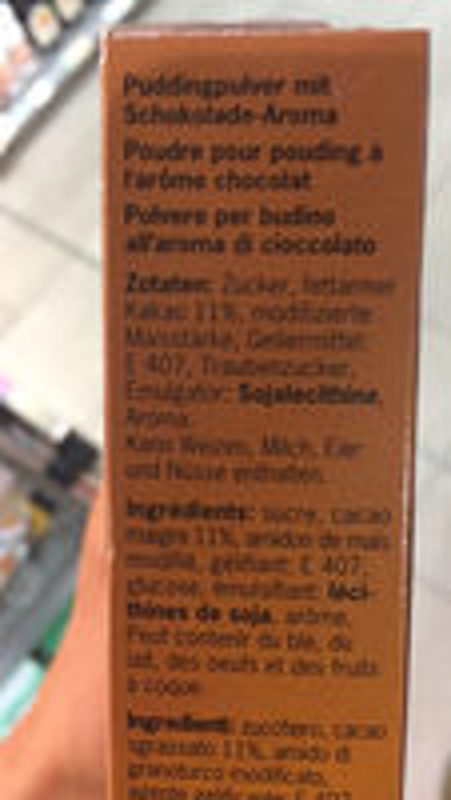 Puddingpulver mit
Schokolade-Aroma
Poudre pour pouding à
l'arôme chocolat
Polvere per budino
all'aroma di cioccolato
Zutaten: Zucker, fettarmer
Kakao 11%, modifizierte
Maisstärke, Geliermittel:
E 407, Traubenzucker,
Emulgator: Sojalecithine,
Aroma.
Kann Weizen, Milch, Eier
und Nüsse enthalten.
Ingrédients: sucre, cacao
maigre 11%, amidon de maïs
modifié, gélifiant: E 407,
glucose, émulsifiant: léci-
thines de soja, arôme.
Peut contenir du blé, du
lait, des oeufs et des fruits
à coque.
Ingredienti: zucchero, cacao
sgrassato 11%, amido di
granoturco modificato,
agente gelificante: E 407,